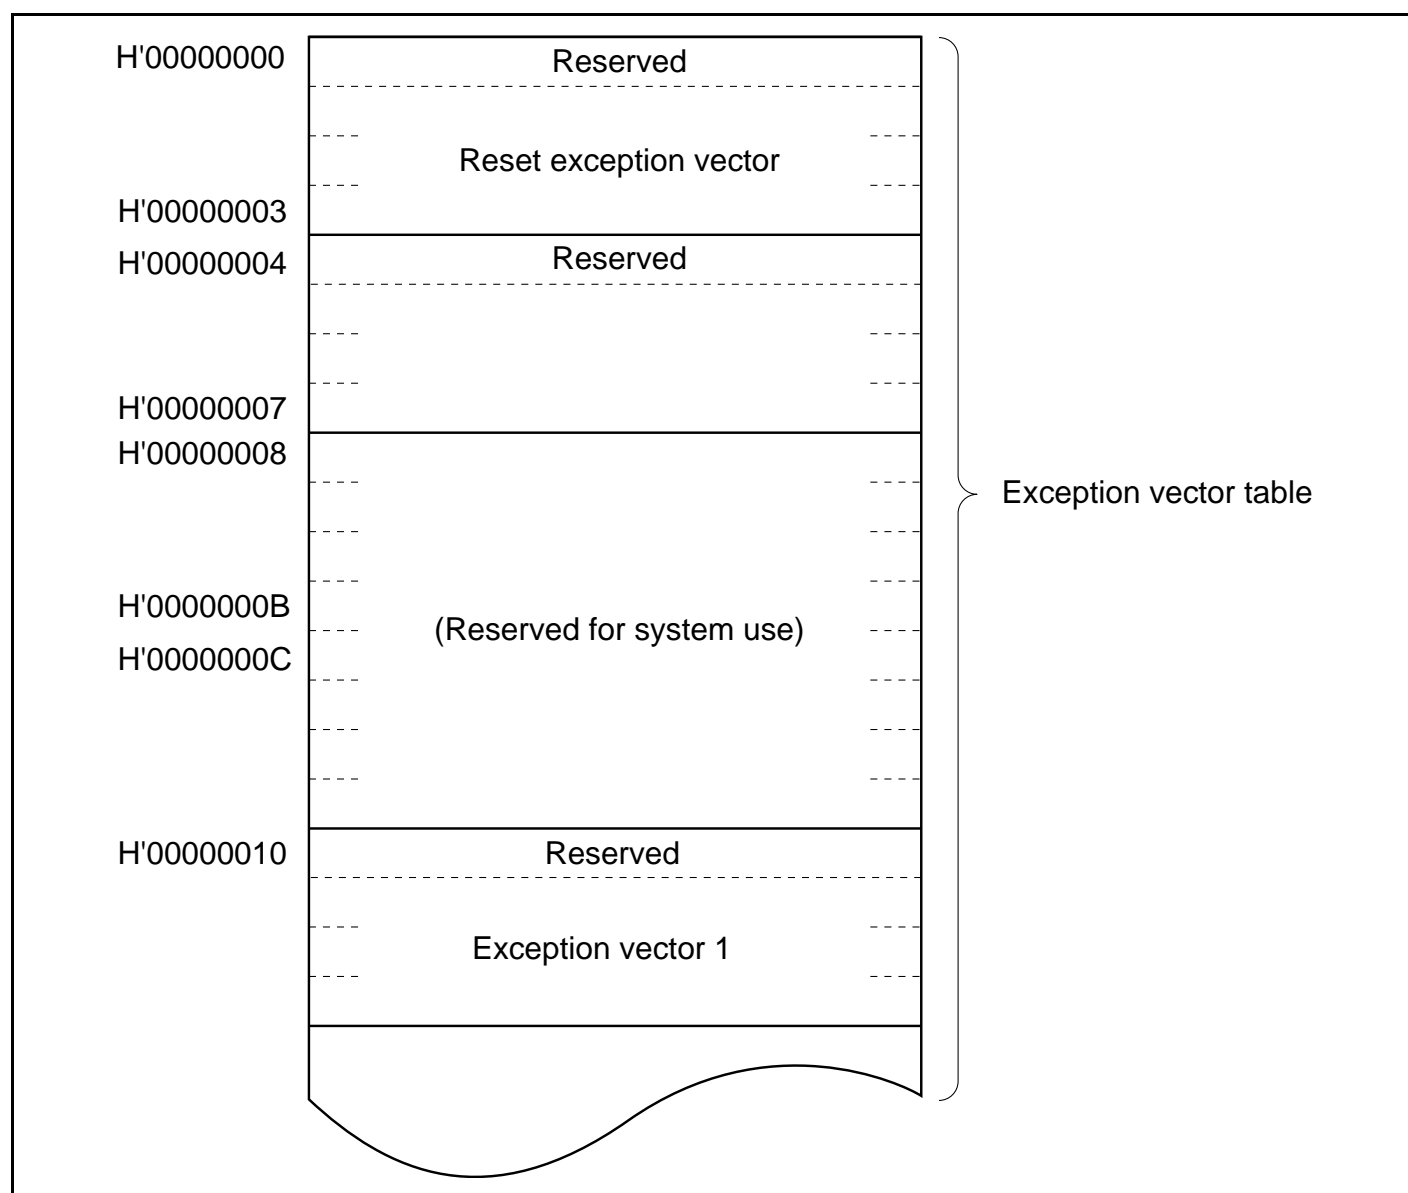 H'00000000 Reserved
Reset exception vector
H'00000003
H'00000004 Reserved
H'00000007
H'00000008
Exception vector table
H'0000000B
(Reserved for system use)
H'0000000C
H'00000010 Reserved
Exception vector 1